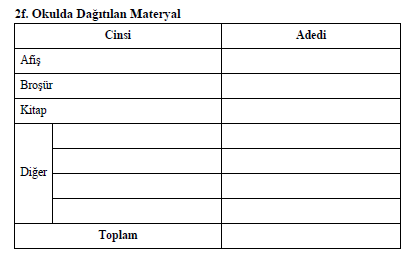 2f. Okulda Dağıtılan Materyal
Cinsi Adedi
Afiş
Broşür
Kitap
Diğer
Toplam